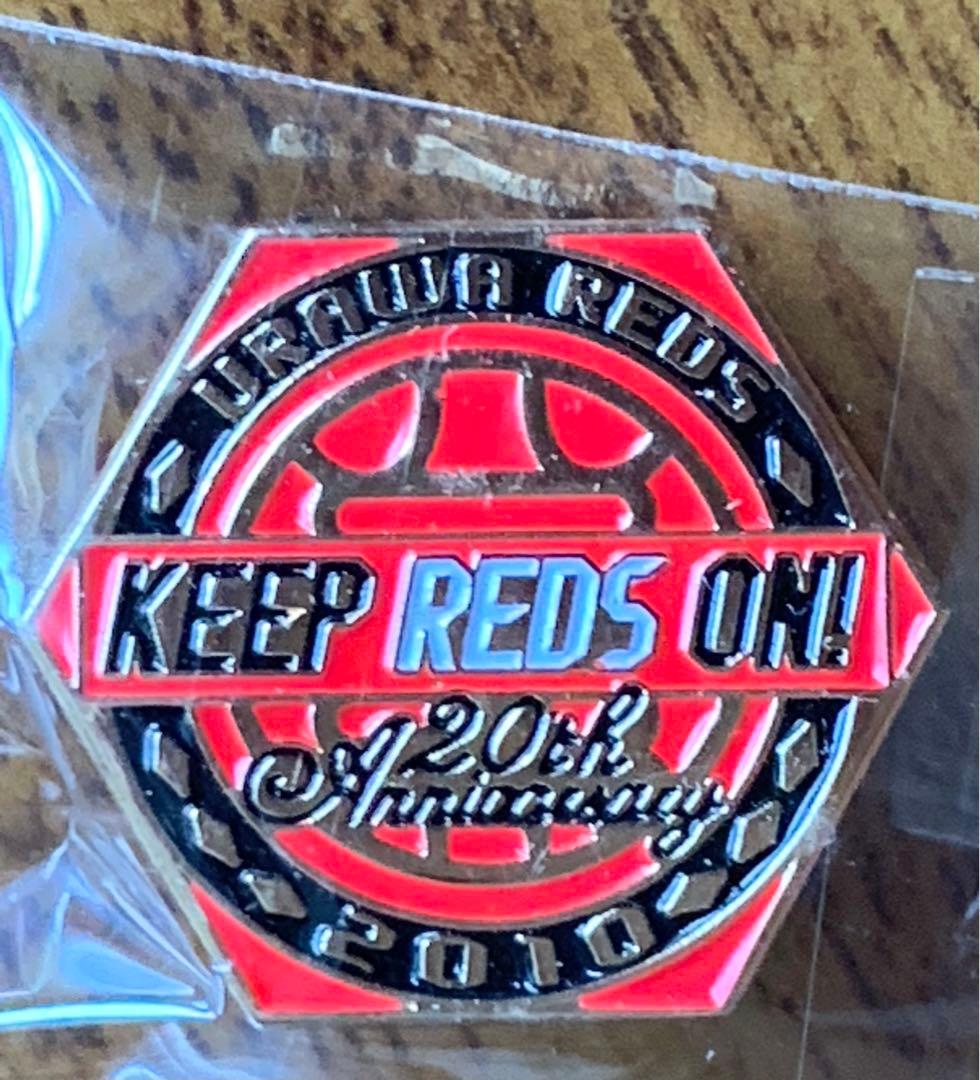 URAWA REDS
KEEP REDS ON!
20th
Anniversary
2010